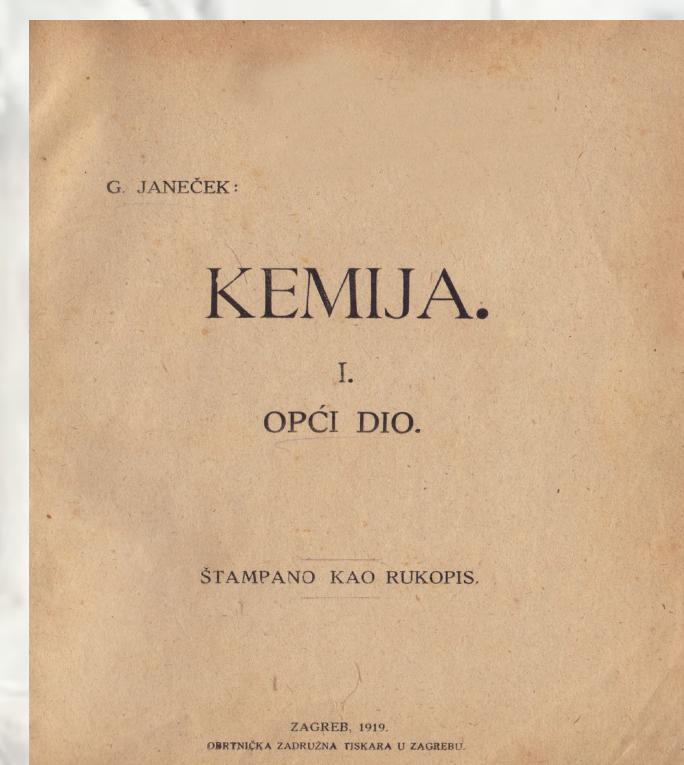 G. JANEČEK:
KEMIJA.
I.
OPĆI DIO.
ŠTAMPANO KAO RUKOPIS.
ZAGREB, 1919.
OBRTNIČKA ZADRUŽNA TISKARA U ZAGREBU.